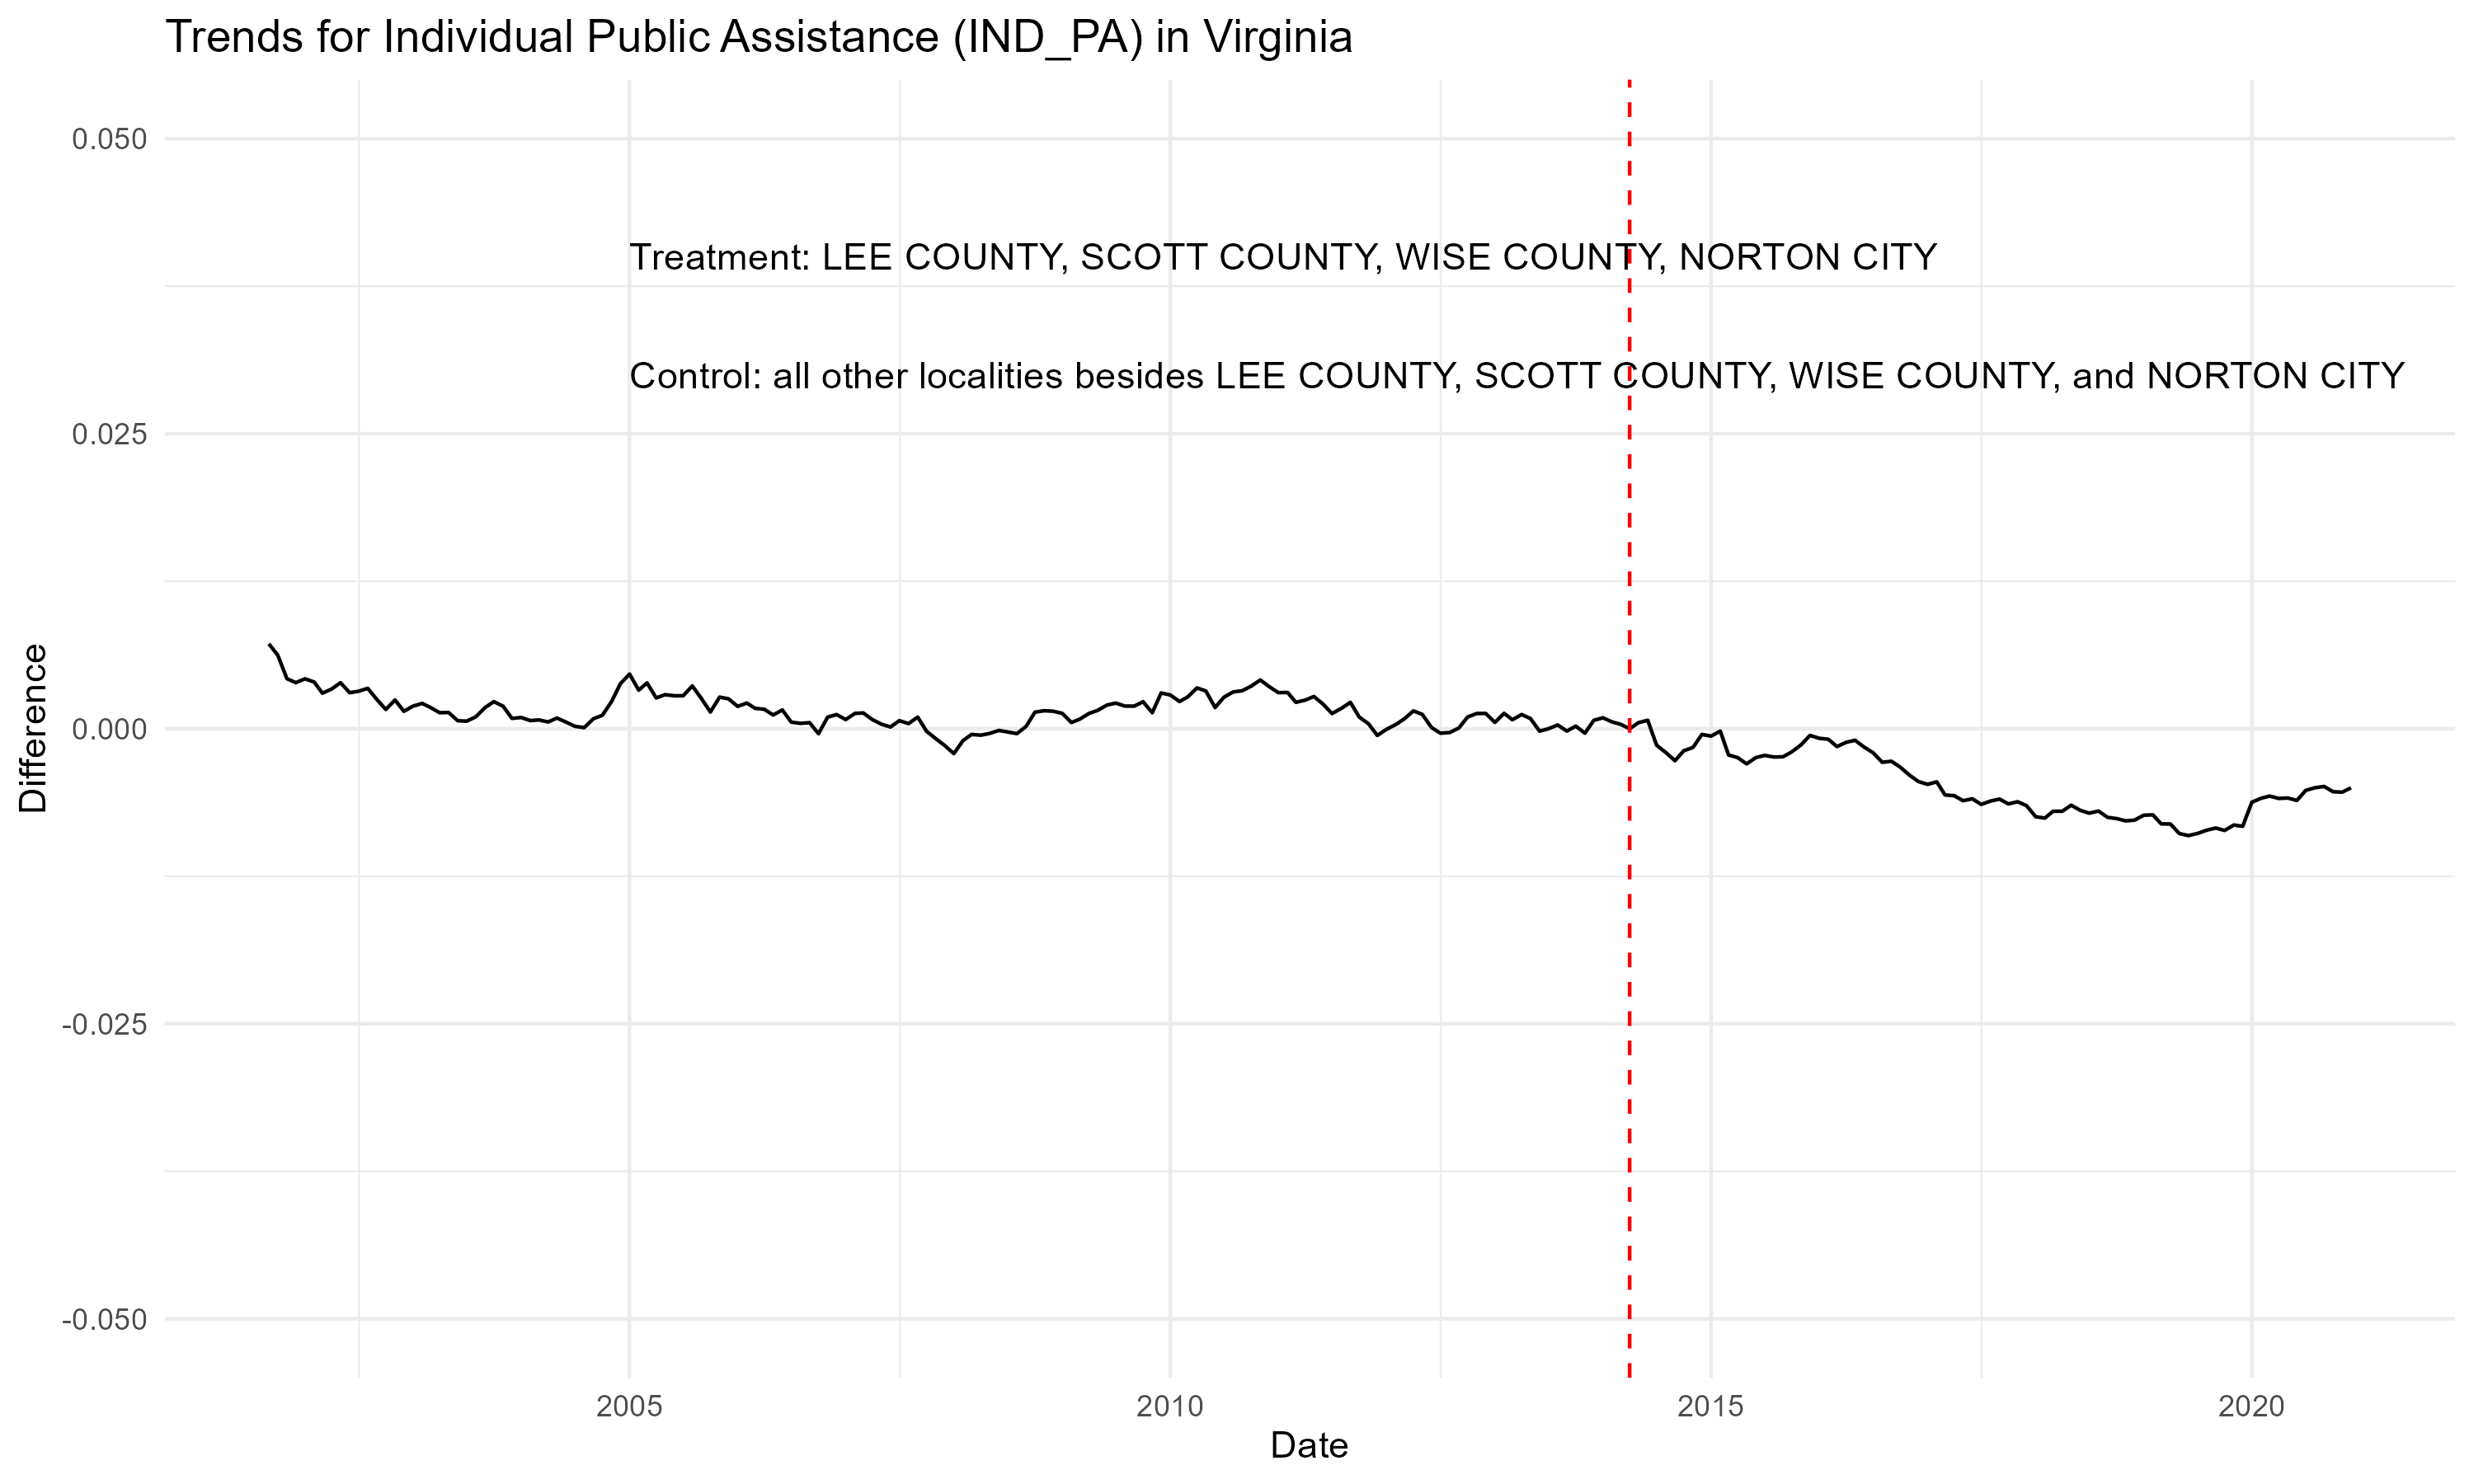 Trends for Individual Public Assistance (IND_PA) in Virginia
0.050
Treatment: LEE COUNTY, SCOTT COUNTY, WISE COUNTY, NORTON CITY
Control: all other localities besides LEE COUNTY, SCOTT COUNTY, WISE COUNTY, and NORTON CITY
0.025
0.000
Difference
-0.025
-0.050
2005 2010 2015 2020
Date